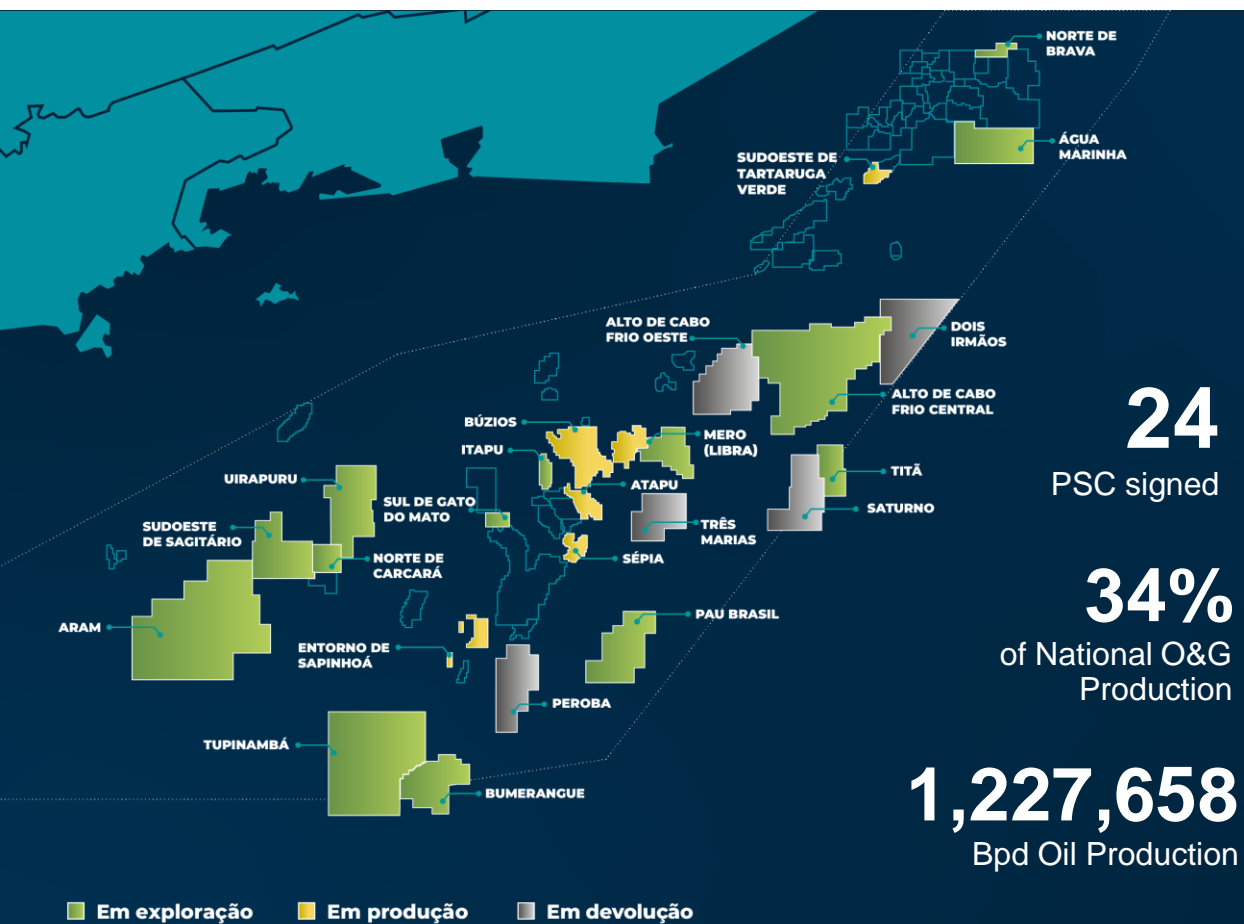 NORTE DE
BRAVA
ÁGUA
MARINHA
SUDOESTE DE
TARTARUGA
VERDE
ALTO DE CABO
FRIO OESTE
DOIS
IRMÃOS
ALTO DE CABO
FRIO CENTRAL
BÚZIOS
MERO
(LIBRA)
ITAPU
TITÃ
UIRAPURU
ATAPU
SUL DE GATO
DO MATO
SATURNO
SUDOESTE
DE SAGITÁRIO
TRÊS
MARIAS
NORTE DE
CARCARÁ
SÉPIA
PAU BRASIL
ARAM
ENTORNO DE
SAPINHOÁ
PEROBA
TUPINAMBÁ
BUMERANGUE
24
PSC signed
34%
of National O&G
Production
1,227,658
Bpd Oil Production
Em exploração
Em produção
Em devolução